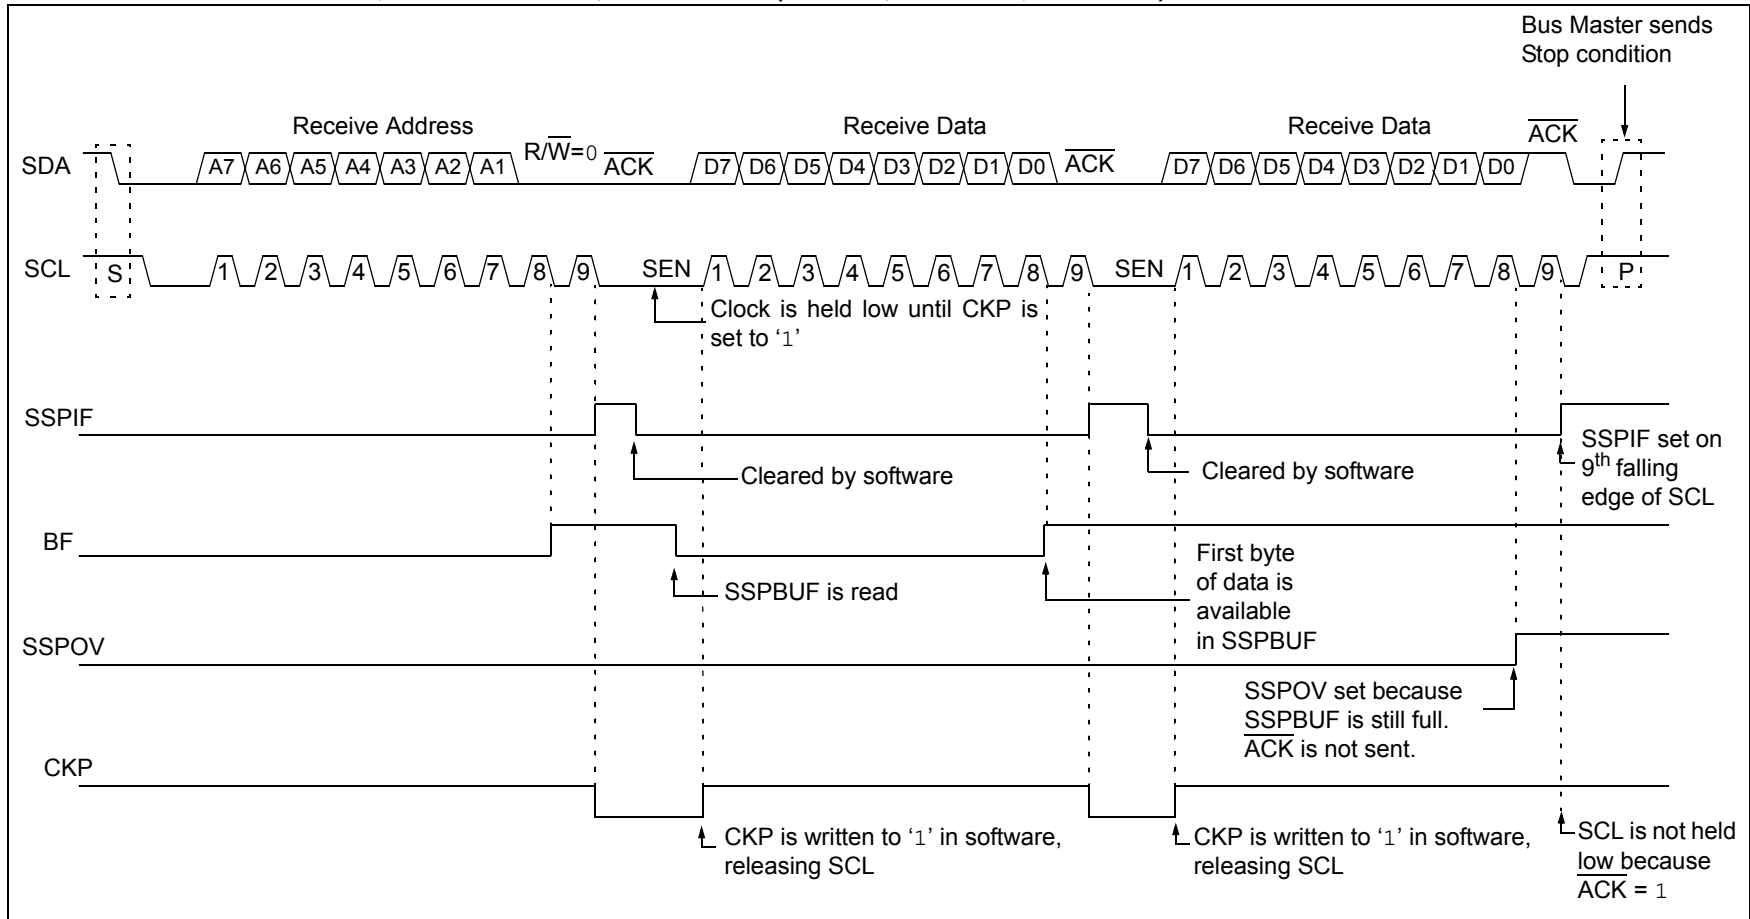 Bus Master sends
Stop condition
Receive Address
Receive Data
Receive Data
ACK
SDA
A7 A6 A5 A4 A3 A2 A1
R/W=0
ACK
D7 D6 D5 D4 D3 D2 D1 D0
ACK
D7 D6 D5 D4 D3 D2 D1 D0
SCL
S
1 2 3 4 5 6 7 8 9
SEN
1 2 3 4 5 6 7 8 9
SEN
1 2 3 4 5 6 7 8 9
P
Clock is held low until CKP is
set to ‘1’
SSPIF
Cleared by software
Cleared by software
SSPIF set on
9th falling
edge of SCL
BF
SSPBUF is read
First byte
of data is
available
in SSPBUF
SSPOV
SSPOV set because
SSPBUF is still full.
ACK is not sent.
CKP
CKP is written to ‘1’ in software,
releasing SCL
CKP is written to ‘1’ in software,
releasing SCL
SCL is not held
low because
ACK = 1